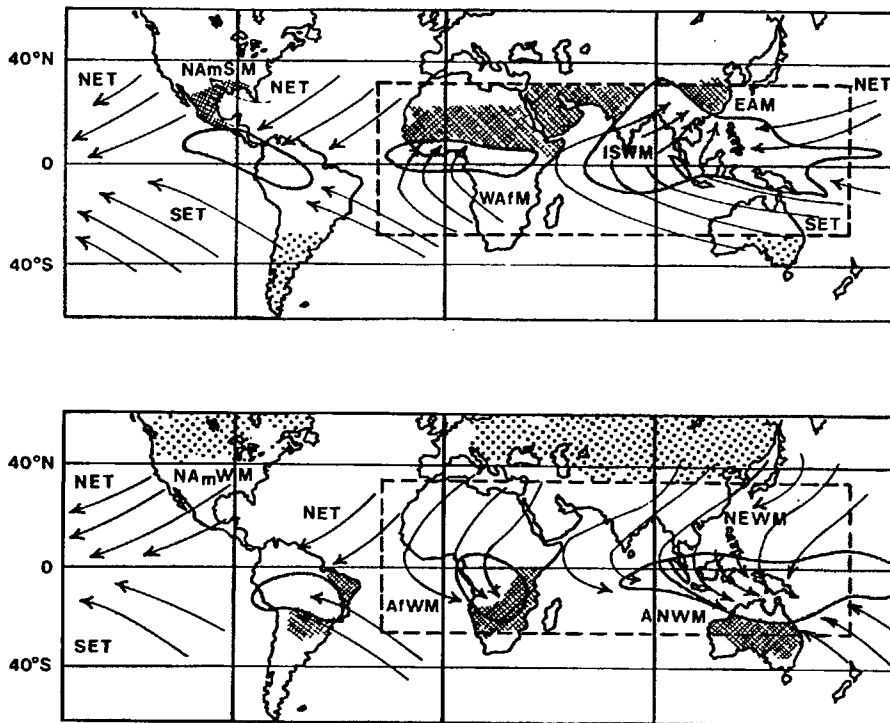 40°N
NAmSM
NET
NET
EAM
NET
0
ISWM
WAfM
SET
SET
40°S
40°N
NAmWM
NET
NET
NEWM
0
AfWM
ANWM
SET
40°S